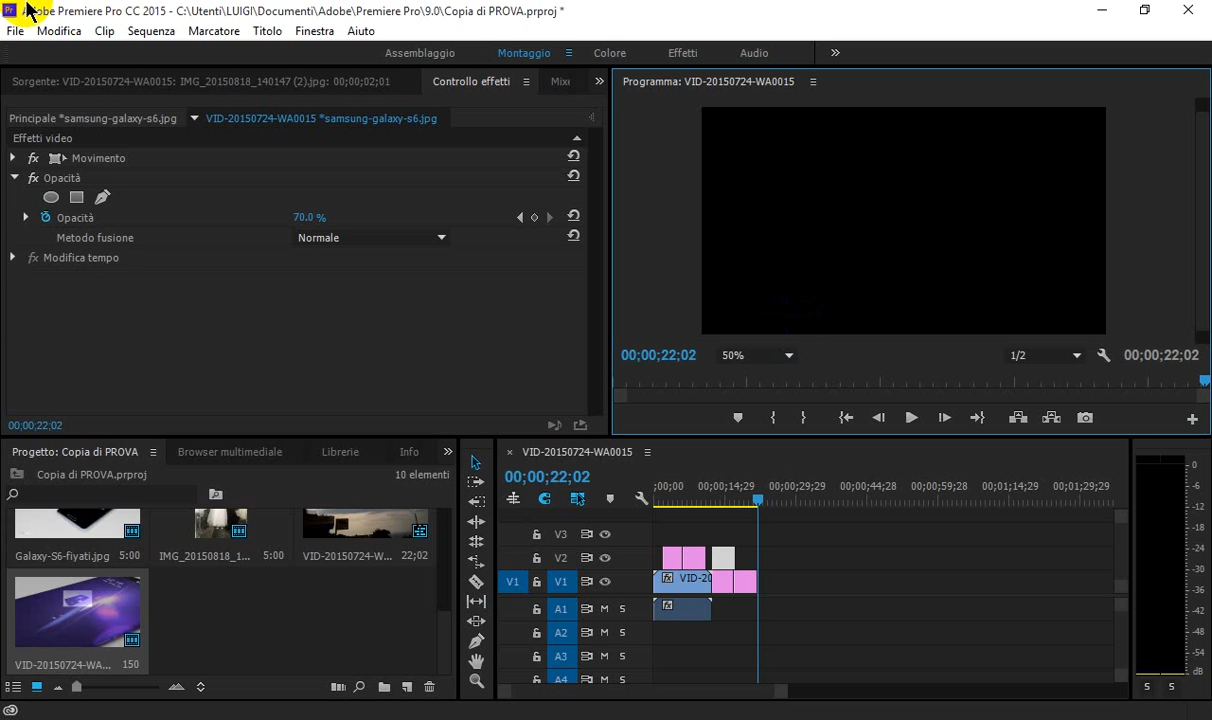 Adobe Premiere Pro CC 2015 - C:\Utenti\LUIGI\Documenti\Adobe\Premiere Pro\9.0\Copia di PROVA.prproj *
File Modifica Clip Sequenza Marcatore Titolo Finestra Aiuto
Assemblaggio Montaggio Colore Effetti Audio
Sorgente: VID-20150724-WA0015: IMG_20150818_140147 (2).jpg: 00;00;02;01 Controllo effetti Mixe
Programma: VID-20150724-WA0015
Principale *samsung-galaxy-s6.jpg VID-20150724-WA0015 *samsung-galaxy-s6.jpg
Effetti video
fx Movimento
fx Opacità
Opacità 70.0 %
Metodo fusione Normale
fx Modifica tempo
00;00;22;02 50% 1/2 00;00;22;02
00;00;22;02
Progetto: Copia di PROVA Browser multimediale Librerie Info
Copia di PROVA.prproj 10 elementi
Galaxy-S6-fiyati.jpg 5:00 IMG_20150818_1... 5:00 VID-20150724-W... 22;02
VID-20150724-WA... 150
× VID-20150724-WA0015
00;00;22;02
;00;00 00;00;14;29 00;00;29;29 00;00;44;28 00;00;59;28 00;01;14;29 00;01;29;29
V3
V2
V1 V1 fx VID-20
A1 M S fx
A2 M S
A3 M S
A4 M S
0
-6
-12
-18
-24
-30
-36
-42
-48
-54
dB
S S